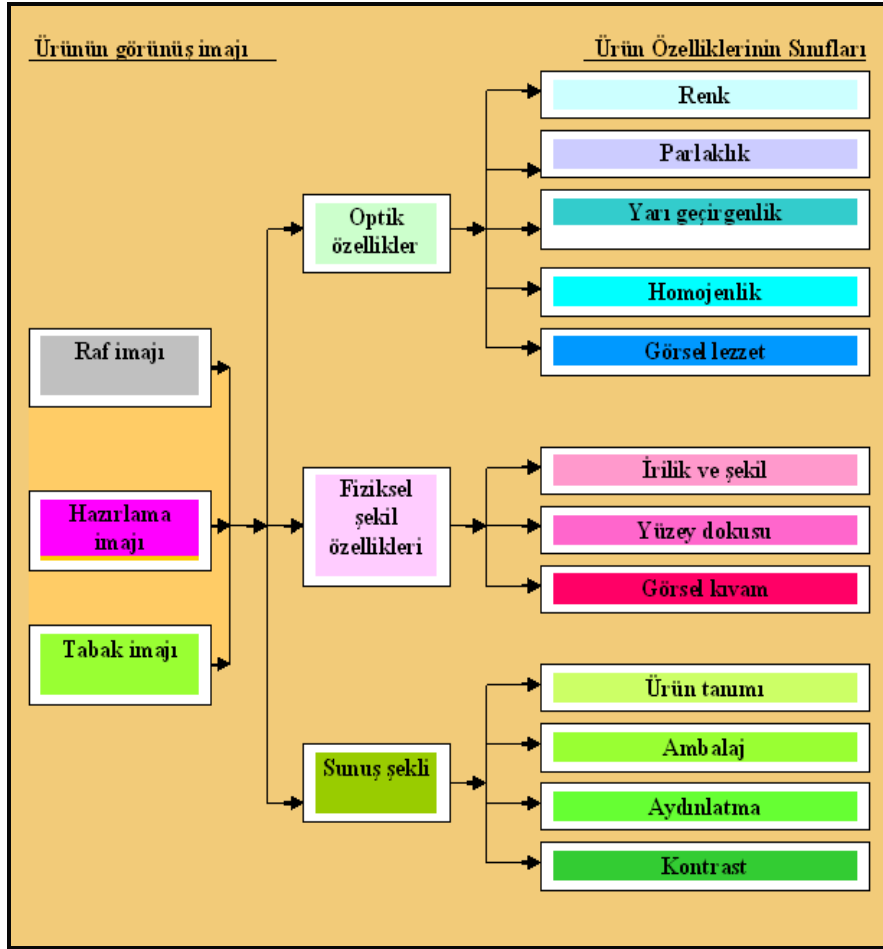 Ürünün görünüş imajı
Ürün Özelliklerinin Sınıfları
Raf imajı
Hazırlama
imajı
Tabak imajı
Optik
özellikler
Fiziksel
şekil
özellikleri
Sunuş şekli
Renk
Parlaklık
Yarı geçirgenlik
Homojenlik
Görsel lezzet
İrilik ve şekil
Yüzey dokusu
Görsel kıvam
Ürün tanımı
Ambalaj
Aydınlatma
Kontrast